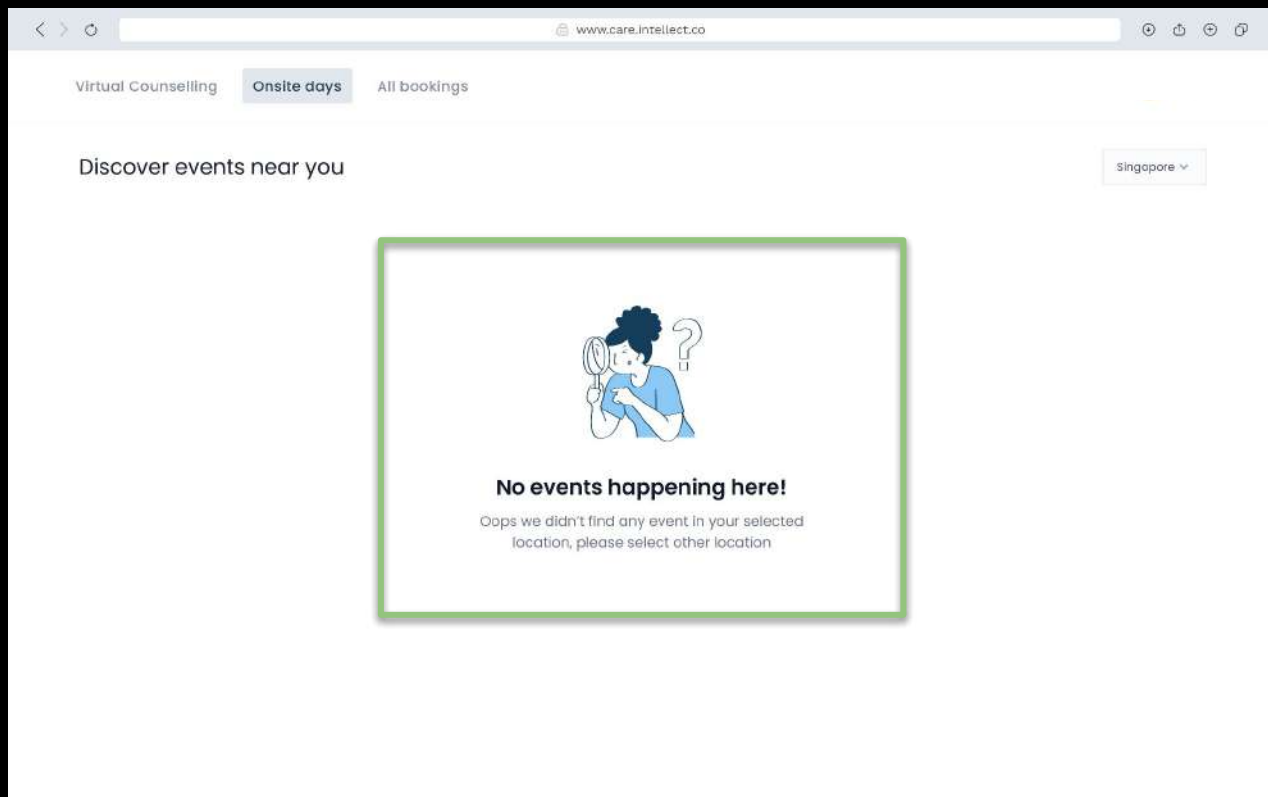 www.care.intellect.co
Virtual Counselling
Onsite days
All bookings
Discover events near you
Singapore
No events happening here!
Oops we didn't find any event in your selected
location, please select other location